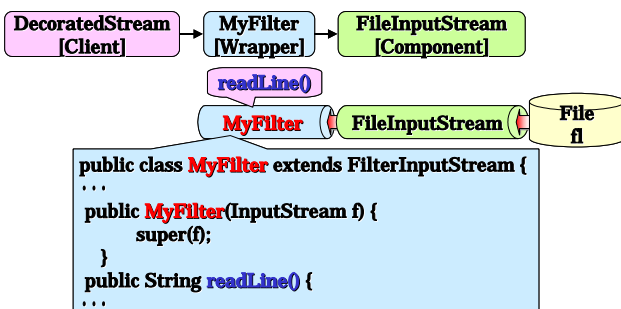 DecoratedStream
[Client]
MyFilter
[Wrapper]
FileInputStream
[Component]
readLine()
MyFilter
FileInputStream
File
fl
public class MyFilter extends FilterInputStream {
. . .
public MyFilter(InputStream f) {
super(f);
}
public String readLine() {
. . .